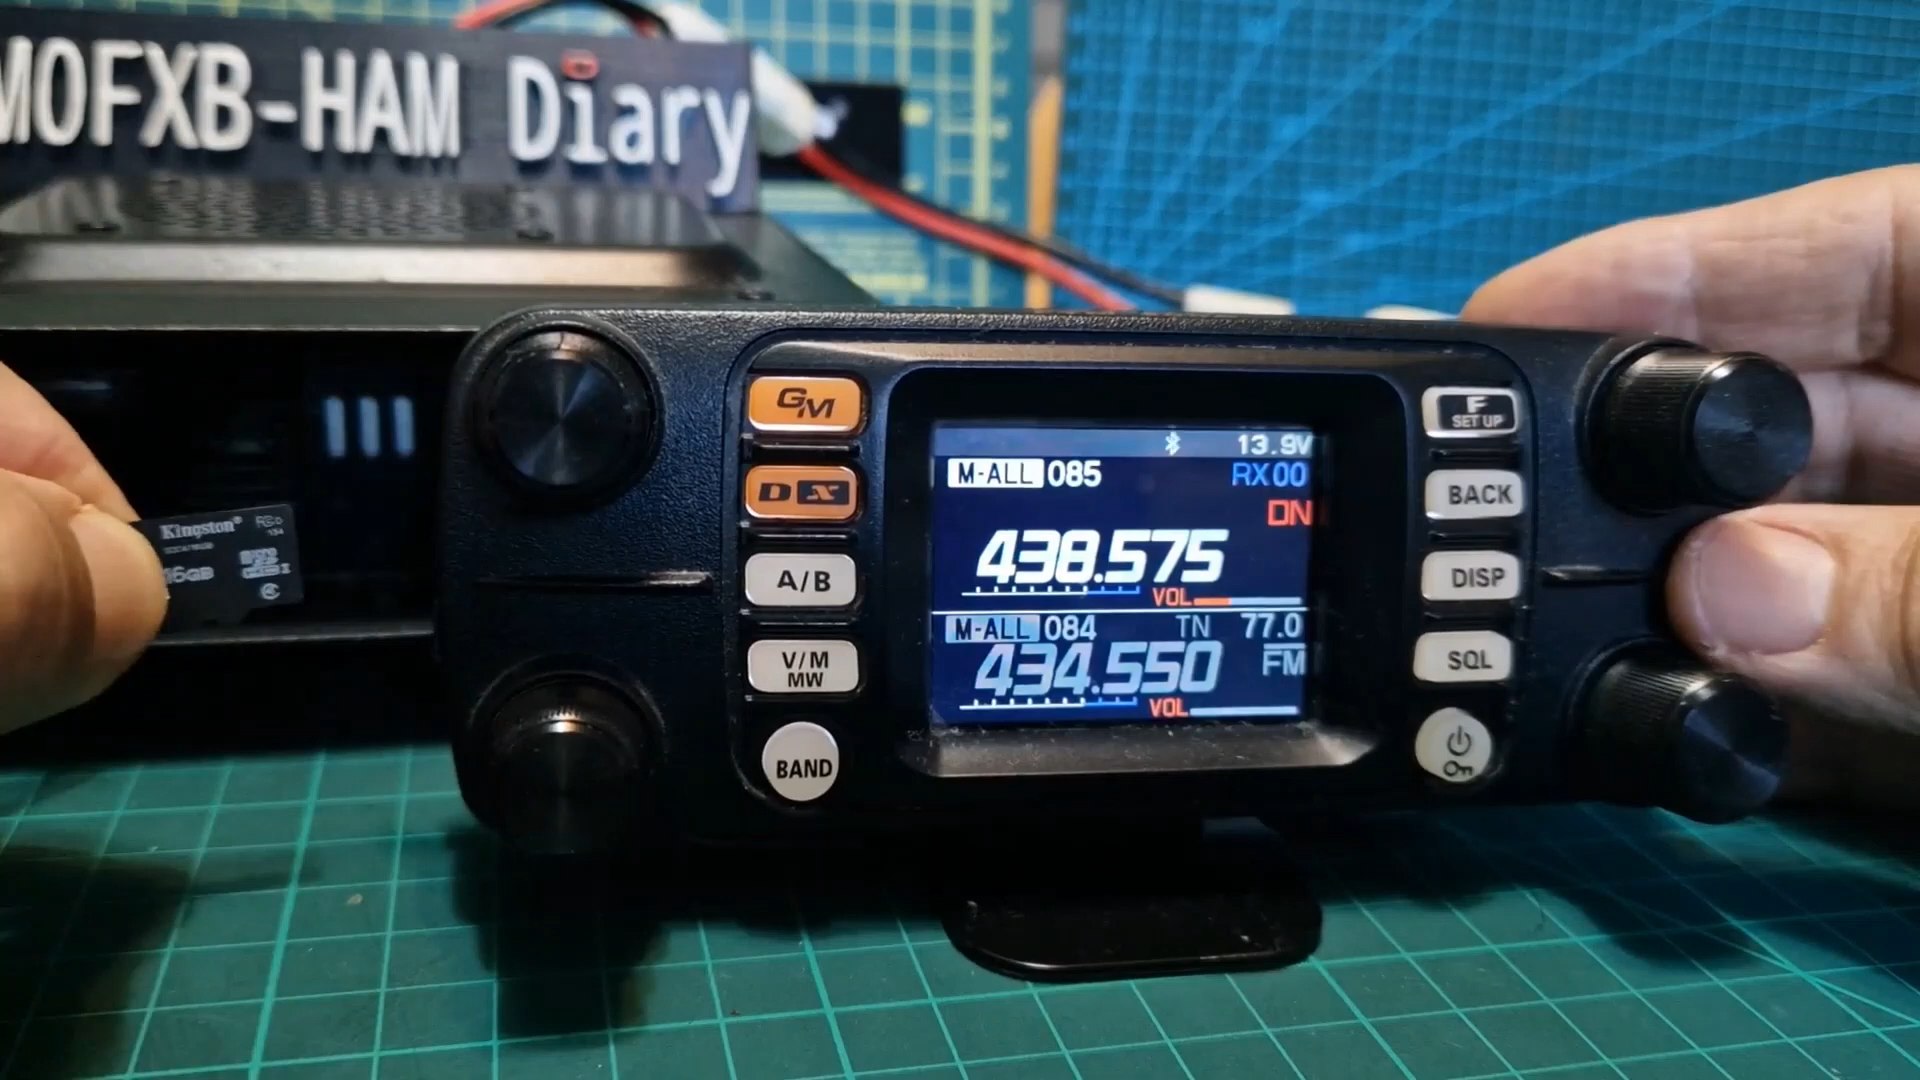 M0FXB-HAM Diary
Kingston
16GB
GM
DX
A/B
V/M
MW
BAND
13.9V
M-ALL 085 RX00
DN
438.575
VOL
M-ALL 084 TN 77.0
434.550 FM
VOL
F
SET UP
BACK
DISP
SQL